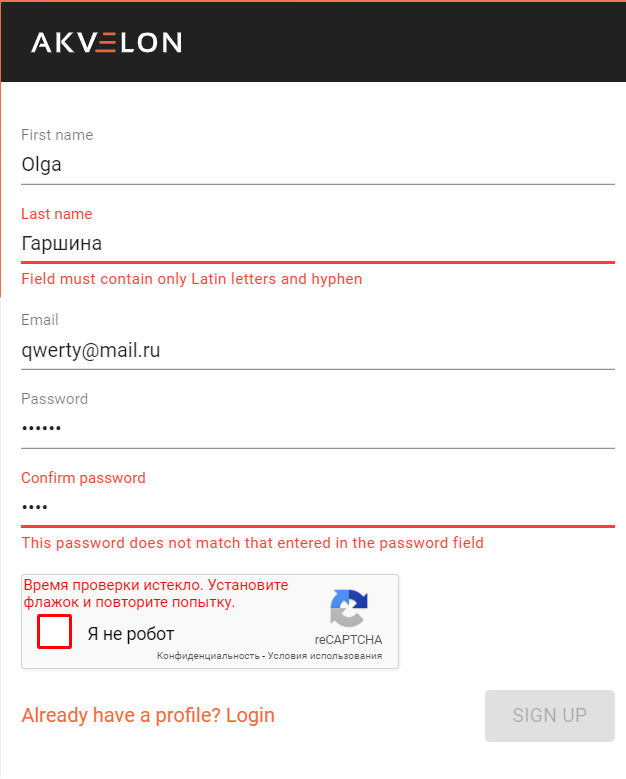 AKVELON
First name
Olga
Last name
Гаршина
Field must contain only Latin letters and hyphen
Email
qwerty@mail.ru
Password
••••••
Confirm password
••••
This password does not match that entered in the password field
Время проверки истекло. Установите
флажок и повторите попытку.
Я не робот
reCAPTCHA
Конфиденциальность - Условия использования
Already have a profile? Login
SIGN UP